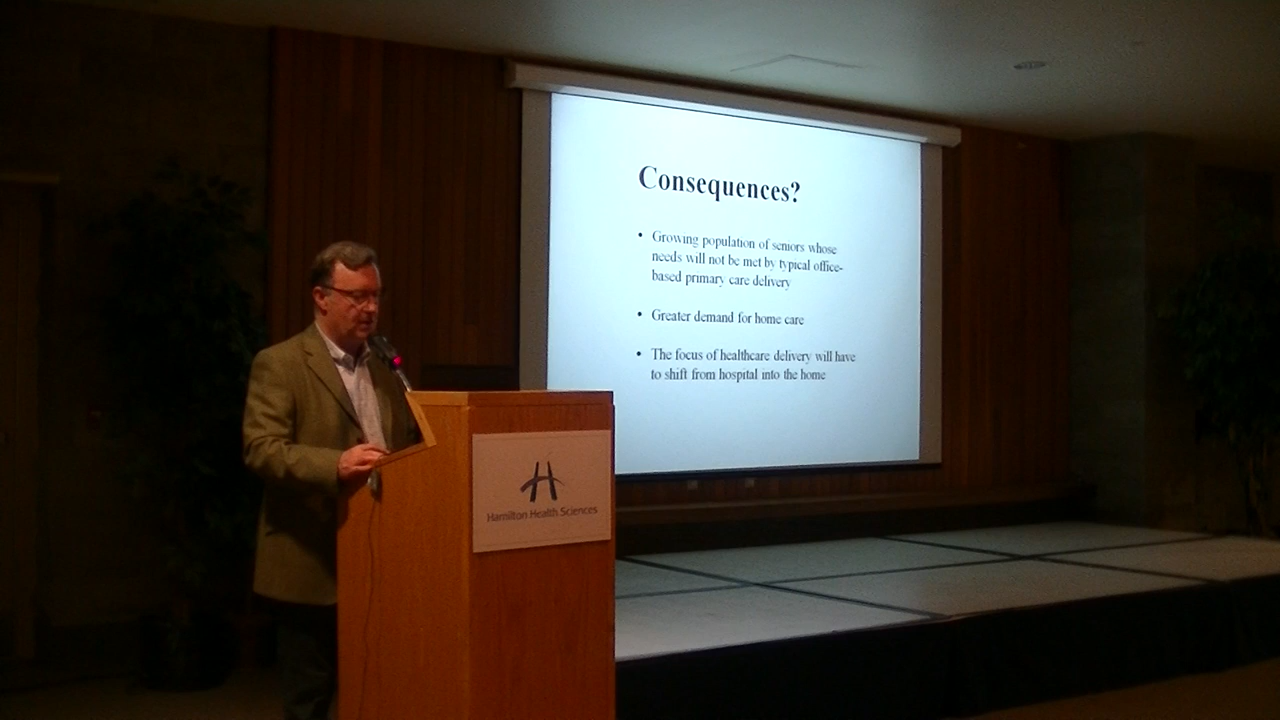 Consequences?
• Growing population of seniors whose
needs will not be met by typical office-
based primary care delivery
• Greater demand for home care
• The focus of healthcare delivery will have
to shift from hospital into the home
Hamilton Health Sciences